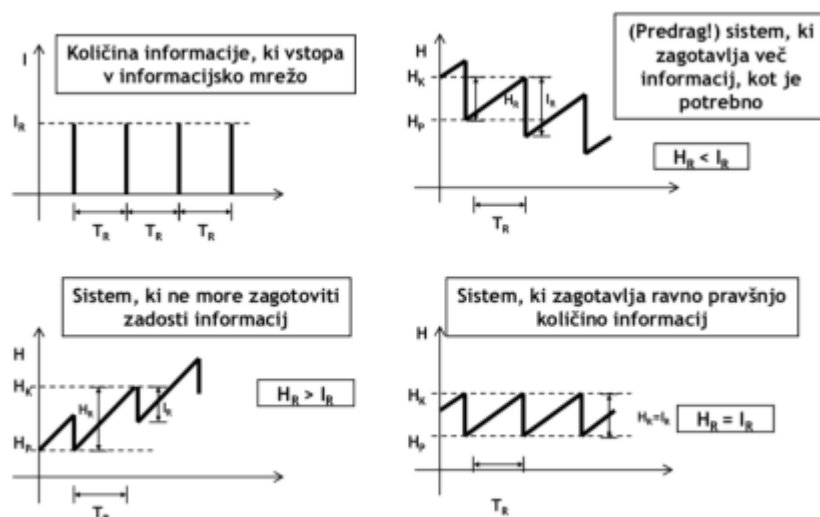 I
Količina informacije, ki vstopa
v informacijsko mrežo
I_R
T_R T_R T_R
H
(Predrag!) sistem, ki
zagotavlja več
informacij, kot je
potrebno
H_K
H_R I_R
H_P
H_R < I_R
T_R
Sistem, ki ne more zagotoviti
zadosti informacij
H
H_K
H_R I_R
H_P
H_R > I_R
T_R
Sistem, ki zagotavlja ravno pravšnjo
količino informacij
H
H_K
H_R=I_R
H_R = I_R
H_P
T_R